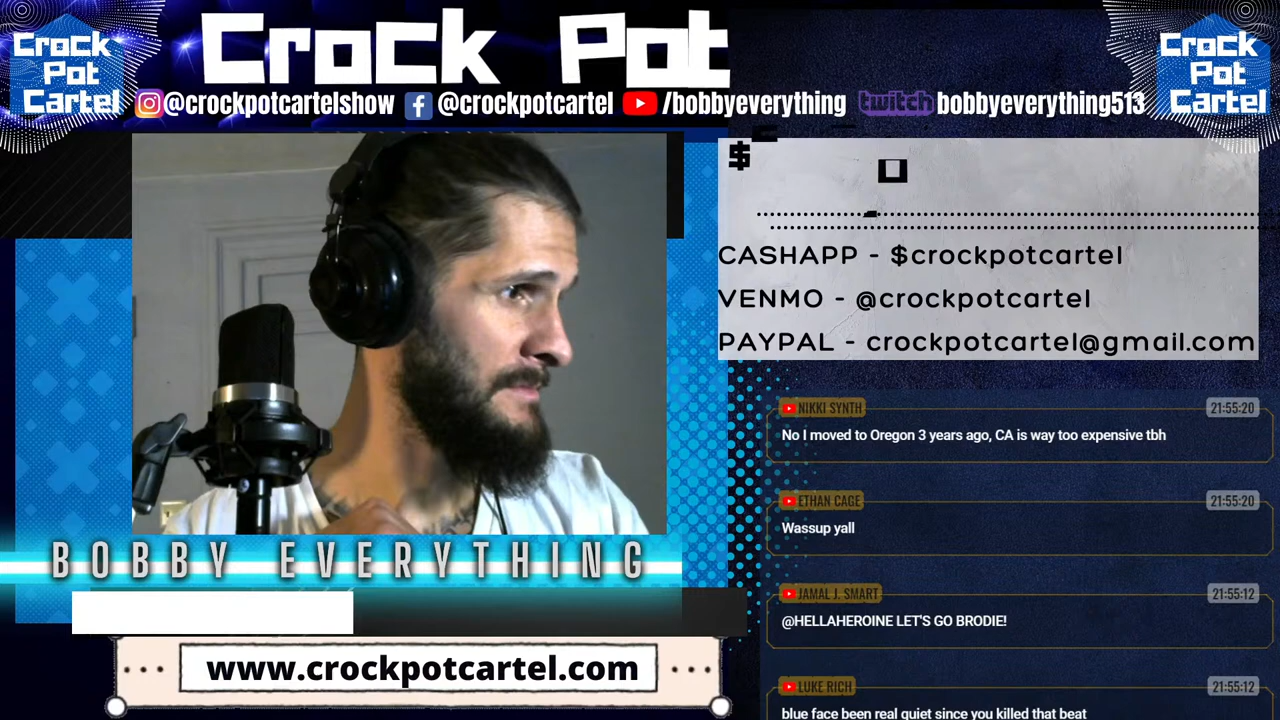 Crock Pot
Crock
Pot
Cartel
@crockpotcartelshow @crockpotcartel /bobbyeverything twitch bobbyeverything513
Crock
Pot
Cartel
$
CASHAPP - $crockpotcartel
VENMO - @crockpotcartel
PAYPAL - crockpotcartel@gmail.com
NIKKI SYNTH 21:55:20
No I moved to Oregon 3 years ago, CA is way too expensive tbh
ETHAN CAGE 21:55:20
Wassup yall
JAMAL J. SMART 21:55:12
@HELLAHEROINE LET'S GO BRODIE!
LUKE RICH 21:55:12
blue face been real quiet since you killed that beat
BOBBY EVERYTHING
www.crockpotcartel.com